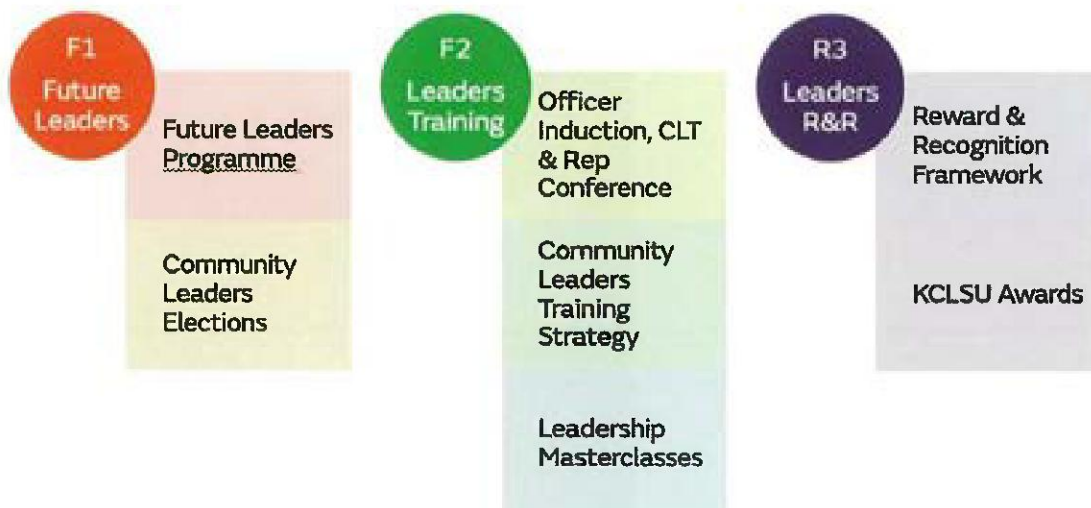 F1
Future
Leaders
Future Leaders
Programme
Community
Leaders
Elections
F2
Leaders
Training
Officer
Induction, CLT
& Rep
Conference
Community
Leaders
Training
Strategy
Leadership
Masterclasses
R3
Leaders
R&R
Reward &
Recognition
Framework
KCLSU Awards